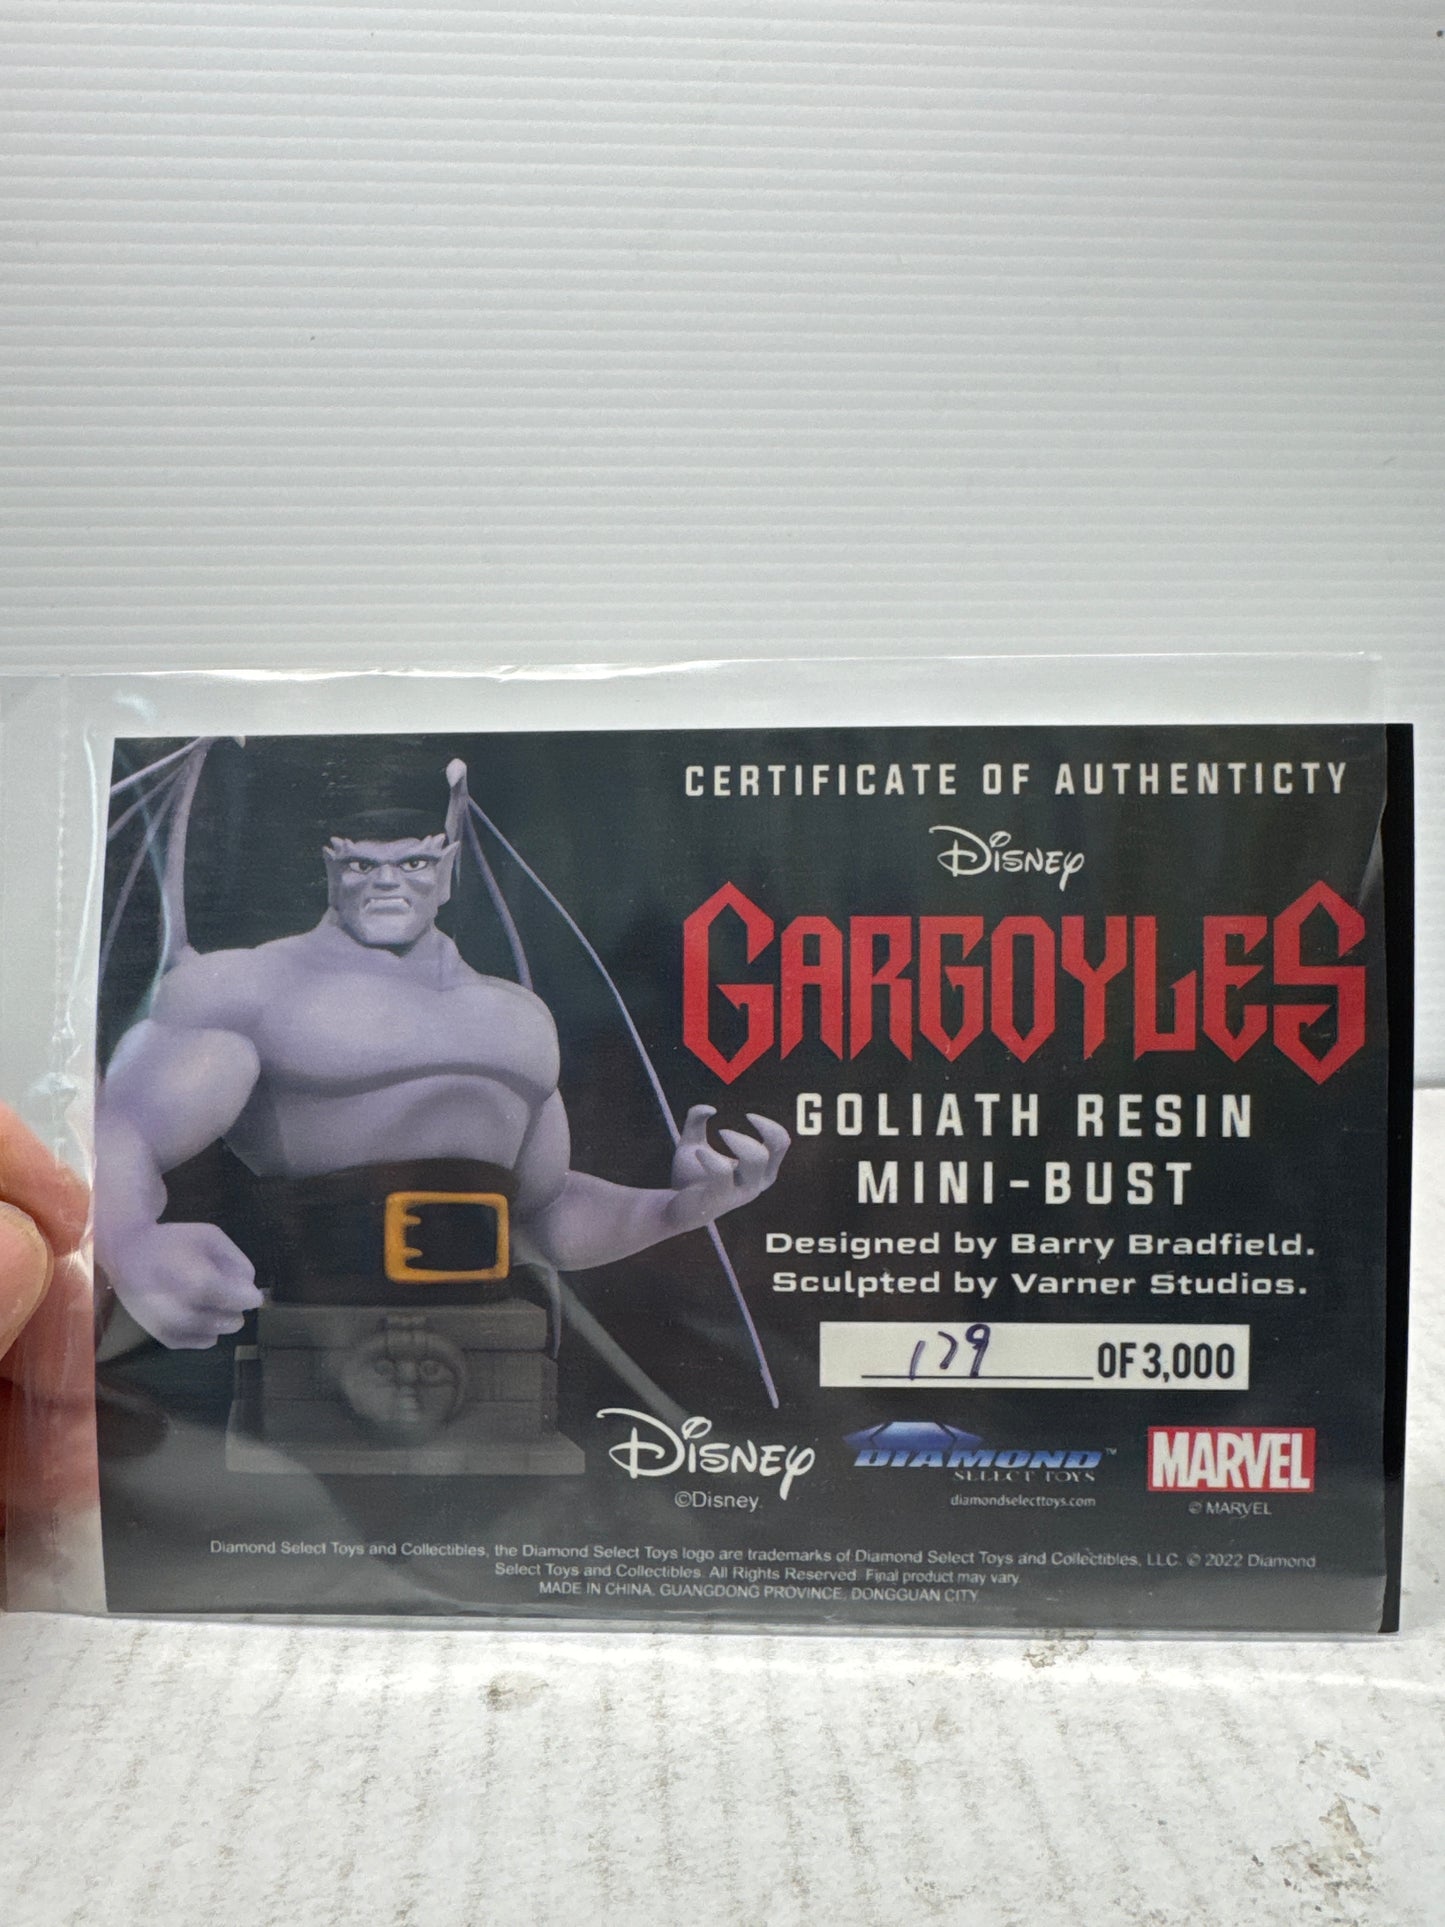 CERTIFICATE OF AUTHENTICTY
Disney
GARGOYLES
GOLIATH RESIN
MINI-BUST
Designed by Barry Bradfield.
Sculpted by Varner Studios.
179 OF 3,000
Disney
©Disney.
DIAMOND™
SELECT TOYS
diamondselecttoys.com
MARVEL
© MARVEL
Diamond Select Toys and Collectibles, the Diamond Select Toys logo are trademarks of Diamond Select Toys and Collectibles, LLC. © 2022 Diamond
Select Toys and Collectibles. All Rights Reserved. Final product may vary.
MADE IN CHINA, GUANGDONG PROVINCE, DONGGUAN CITY